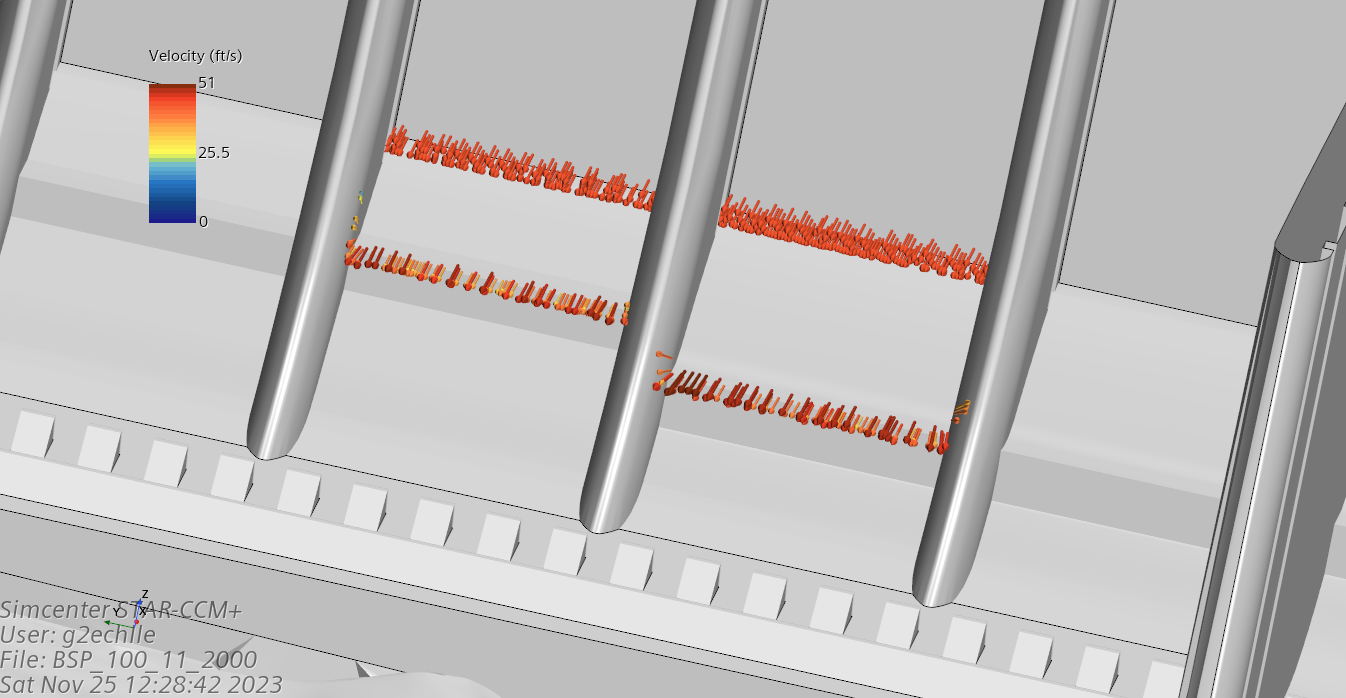 Velocity (ft/s)
51
25.5
0
Z
Y X
Simcenter STAR-CCM+
User: g2echlle
File: BSP_100_11_2000
Sat Nov 25 12:28:42 2023